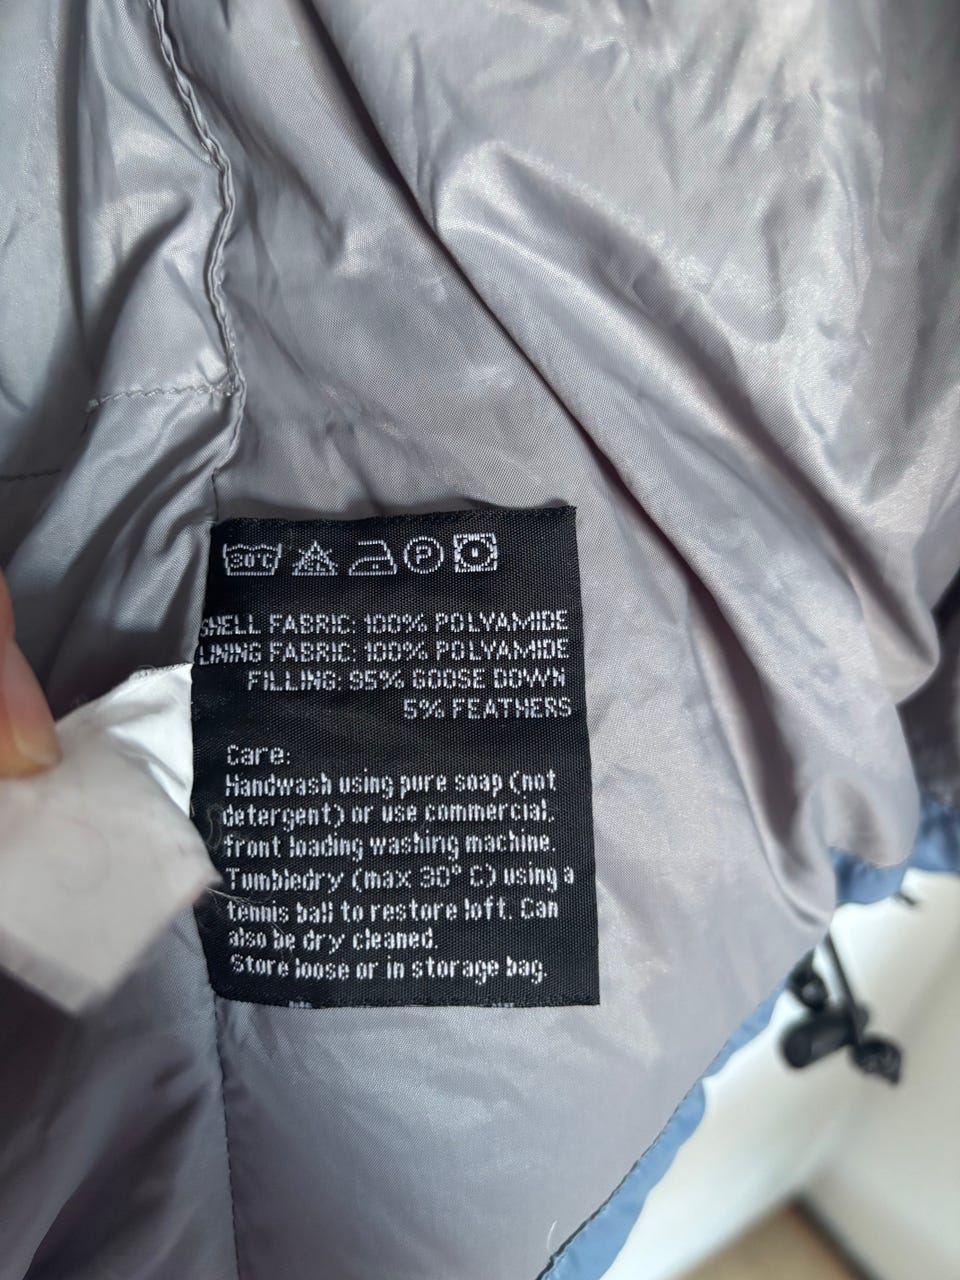 30°C CL P
SHELL FABRIC: 100% POLYAMIDE
LINING FABRIC: 100% POLYAMIDE
FILLING: 95% GOOSE DOWN
5% FEATHERS
Care:
Handwash using pure soap (not
detergent) or use commercial,
front loading washing machine.
Tumbledry (max 30° C) using a
tennis ball to restore loft. Can
also be dry cleaned.
Store loose or in storage bag.